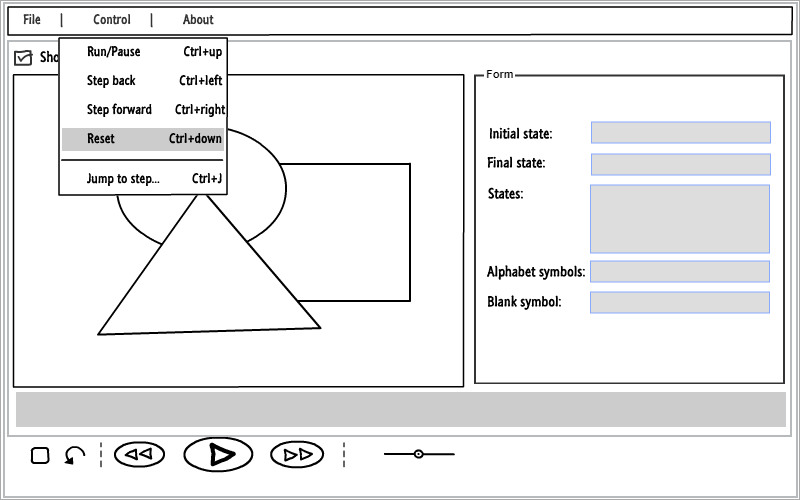 File | Control | About
Sho
Run/Pause Ctrl+up
Step back Ctrl+left
Step forward Ctrl+right
Reset Ctrl+down
Jump to step... Ctrl+J
Form
Initial state:
Final state:
States:
Alphabet symbols:
Blank symbol: